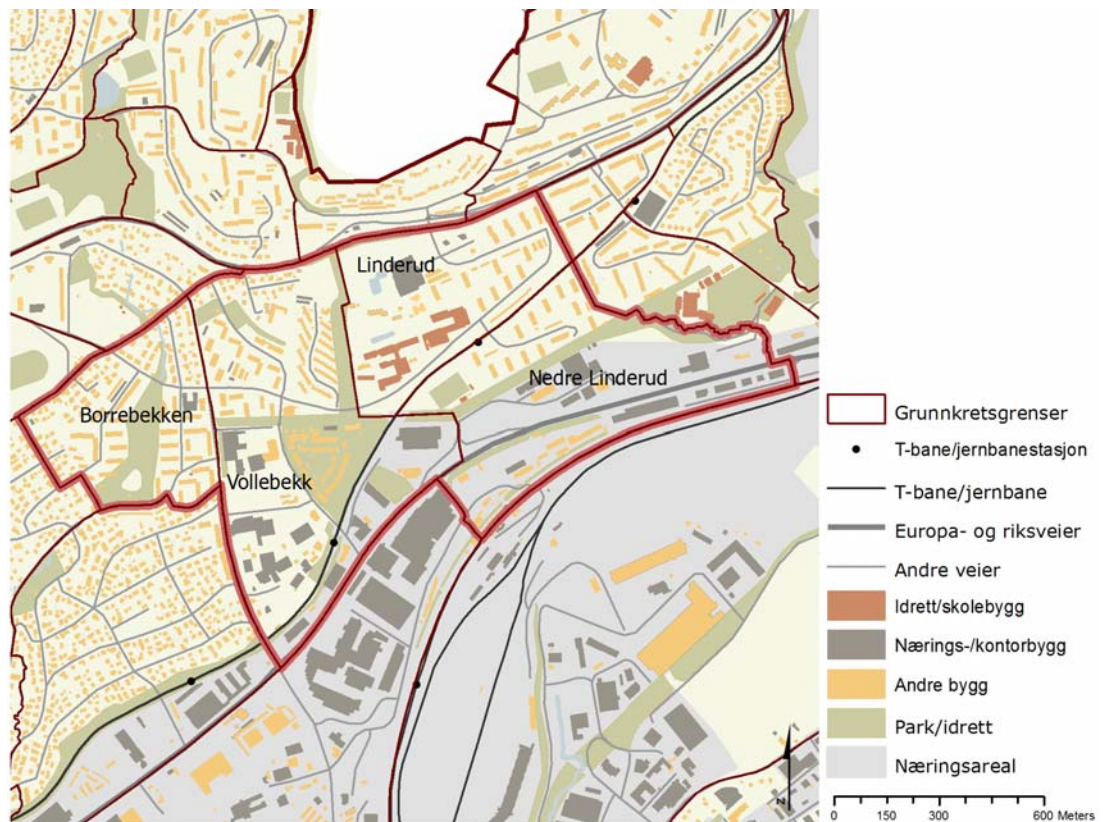 Linderud
Nedre Linderud
Borrebekken
Vollebekk
Grunnkretsgrenser
T-bane/jernbanestasjon
T-bane/jernbane
Europa- og riksveier
Andre veier
Idrett/skolebygg
Nærings-/kontorbygg
Andre bygg
Park/idrett
Næringsareal
N
0 150 300 600 Meters